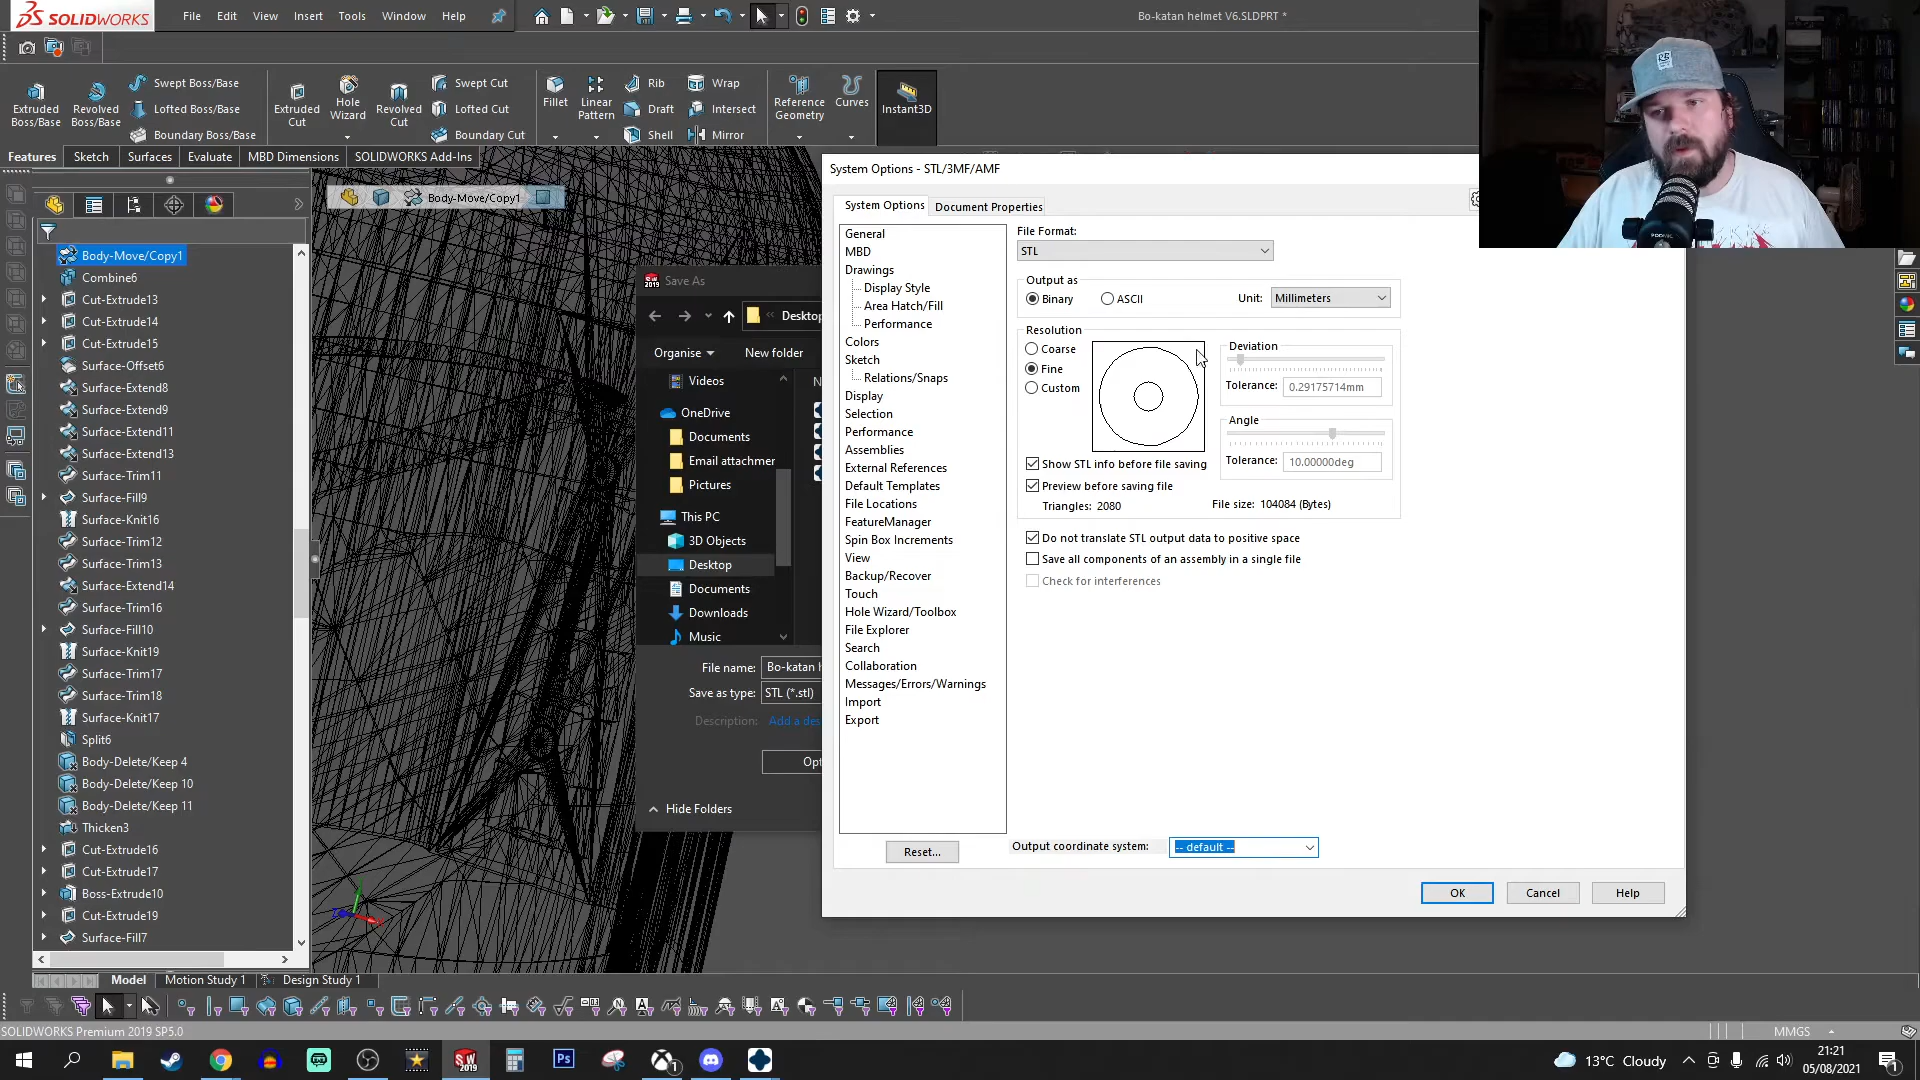 SOLIDWORKS File Edit View Insert Tools Window Help
Bo-katan helmet V6.SLDPRT *
Extruded Boss/Base
Revolved Boss/Base
Swept Boss/Base
Lofted Boss/Base
Boundary Boss/Base
Extruded Cut
Hole Wizard
Revolved Cut
Swept Cut
Lofted Cut
Boundary Cut
Fillet
Linear Pattern
Rib
Draft
Shell
Wrap
Intersect
Mirror
Reference Geometry
Curves
Instant3D
Features Sketch Surfaces Evaluate MBD Dimensions SOLIDWORKS Add-Ins
Body-Move/Copy1
Body-Move/Copy1
Combine6
Cut-Extrude13
Cut-Extrude14
Cut-Extrude15
Surface-Offset6
Surface-Extend8
Surface-Extend9
Surface-Extend11
Surface-Extend13
Surface-Trim11
Surface-Fill9
Surface-Knit16
Surface-Trim12
Surface-Trim13
Surface-Extend14
Surface-Trim16
Surface-Fill10
Surface-Knit19
Surface-Trim17
Surface-Trim18
Surface-Knit17
Split6
Body-Delete/Keep 4
Body-Delete/Keep 10
Body-Delete/Keep 11
Thicken3
Cut-Extrude16
Cut-Extrude17
Boss-Extrude10
Cut-Extrude19
Surface-Fill7
SW 2019 Save As
Desktop
Organise New folder
Videos
OneDrive
Documents
Email attachmer
Pictures
This PC
3D Objects
Desktop
Documents
Downloads
Music
N
File name: Bo-katan h
Save as type: STL (*.stl)
Description: Add a des
Opt
Hide Folders
System Options - STL/3MF/AMF
System Options Document Properties
General
MBD
Drawings
Display Style
Area Hatch/Fill
Performance
Colors
Sketch
Relations/Snaps
Display
Selection
Performance
Assemblies
External References
Default Templates
File Locations
FeatureManager
Spin Box Increments
View
Backup/Recover
Touch
Hole Wizard/Toolbox
File Explorer
Search
Collaboration
Messages/Errors/Warnings
Import
Export
Reset...
File Format:
STL
Output as
Binary ASCII Unit: Millimeters
Resolution
Coarse
Fine
Custom
Deviation
Tolerance: 0.29175714mm
Angle
Tolerance: 10.00000deg
Show STL info before file saving
Preview before saving file
Triangles: 2080 File size: 104084 (Bytes)
Do not translate STL output data to positive space
Save all components of an assembly in a single file
Check for interferences
Output coordinate system: -- default --
OK Cancel Help
Model Motion Study 1 Design Study 1
SOLIDWORKS Premium 2019 SP5.0
MMGS
SW 2019
Ps
13°C Cloudy
21:21
05/08/2021